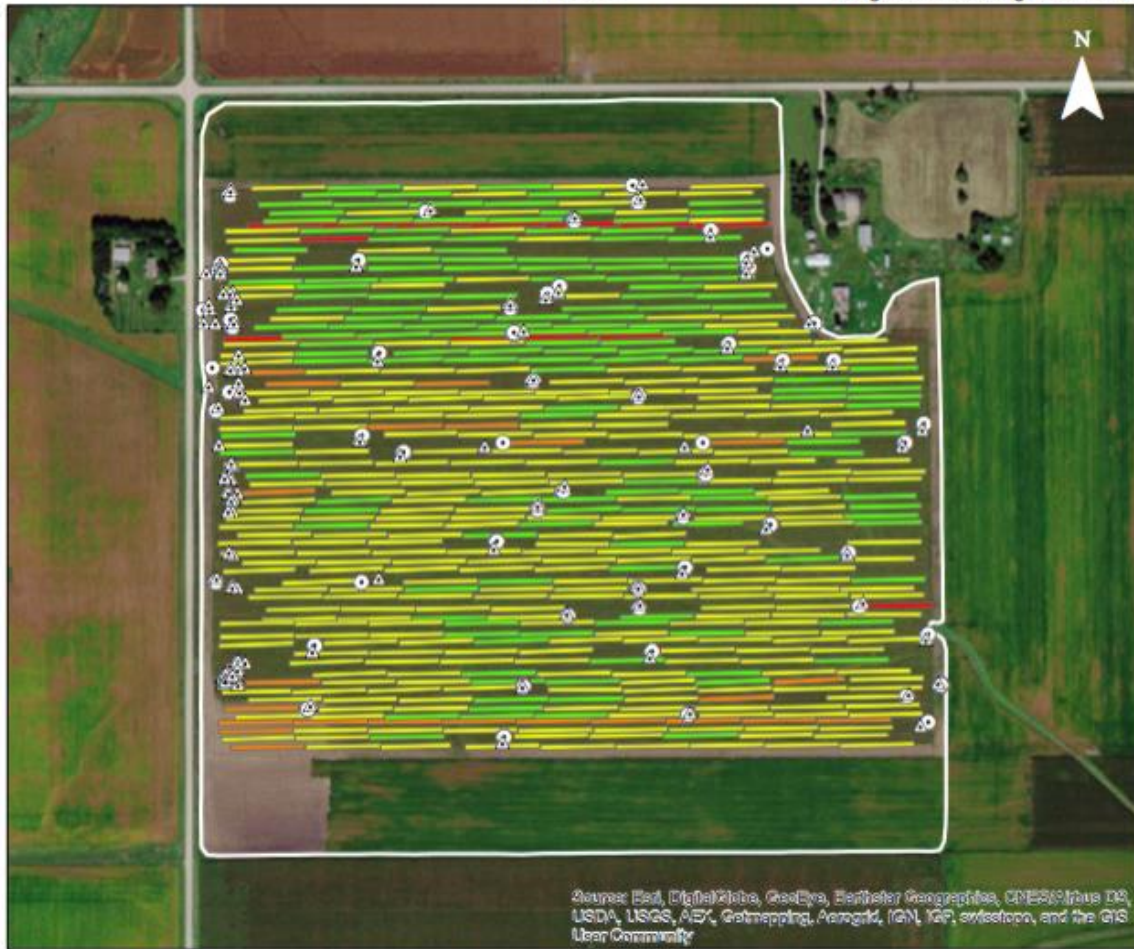 N
Source: Esri, DigitalGlobe, GeoEye, Earthstar Geographics, CNES/Airbus DS,
USDA, USGS, AEX, Getmapping, Aerogrid, IGN, IGP, swisstopo, and the GIS
User Community